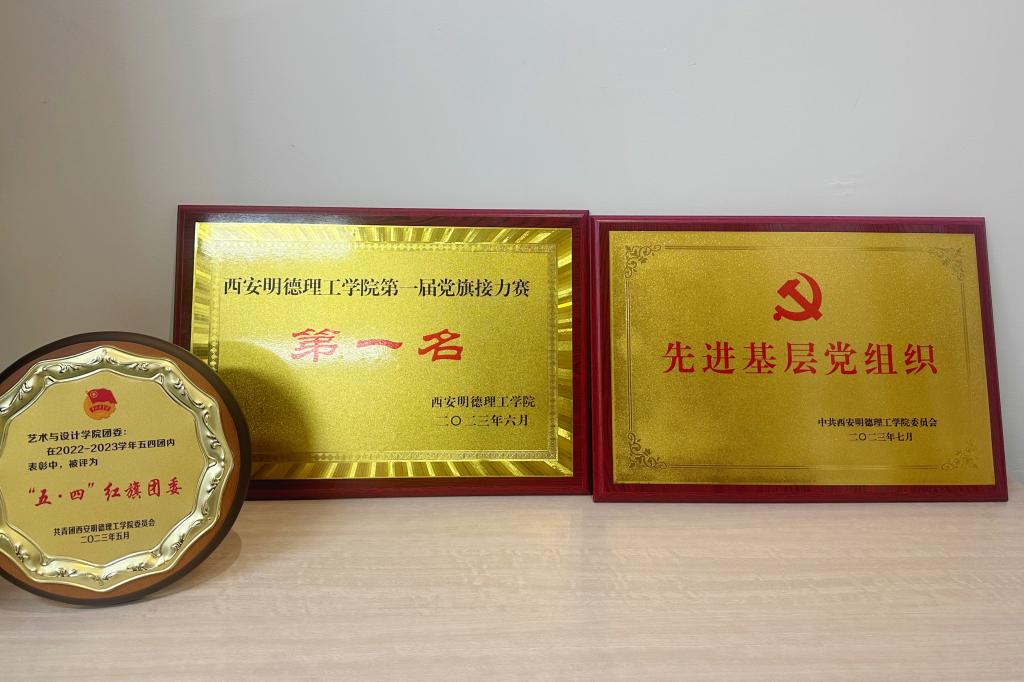 艺术与设计学院团委：
在2022-2023学年五四团内
表彰中，被评为
“五·四”红旗团委
共青团西安明德理工学院委员会
二〇二三年五月
西安明德理工学院第一届党旗接力赛
第一名
西安明德理工学院
二〇二三年六月
先进基层党组织
中共西安明德理工学院委员会
二〇二三年七月